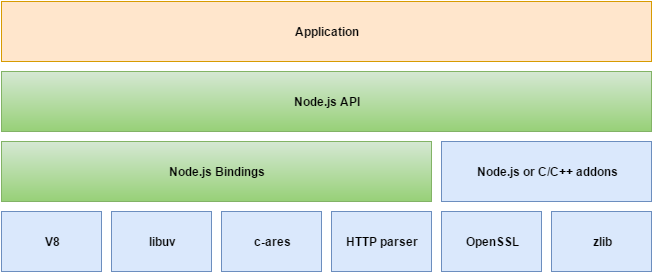 Application
Node.js API
Node.js Bindings
Node.js or C/C++ addons
V8
libuv
c-ares
HTTP parser
OpenSSL
zlib